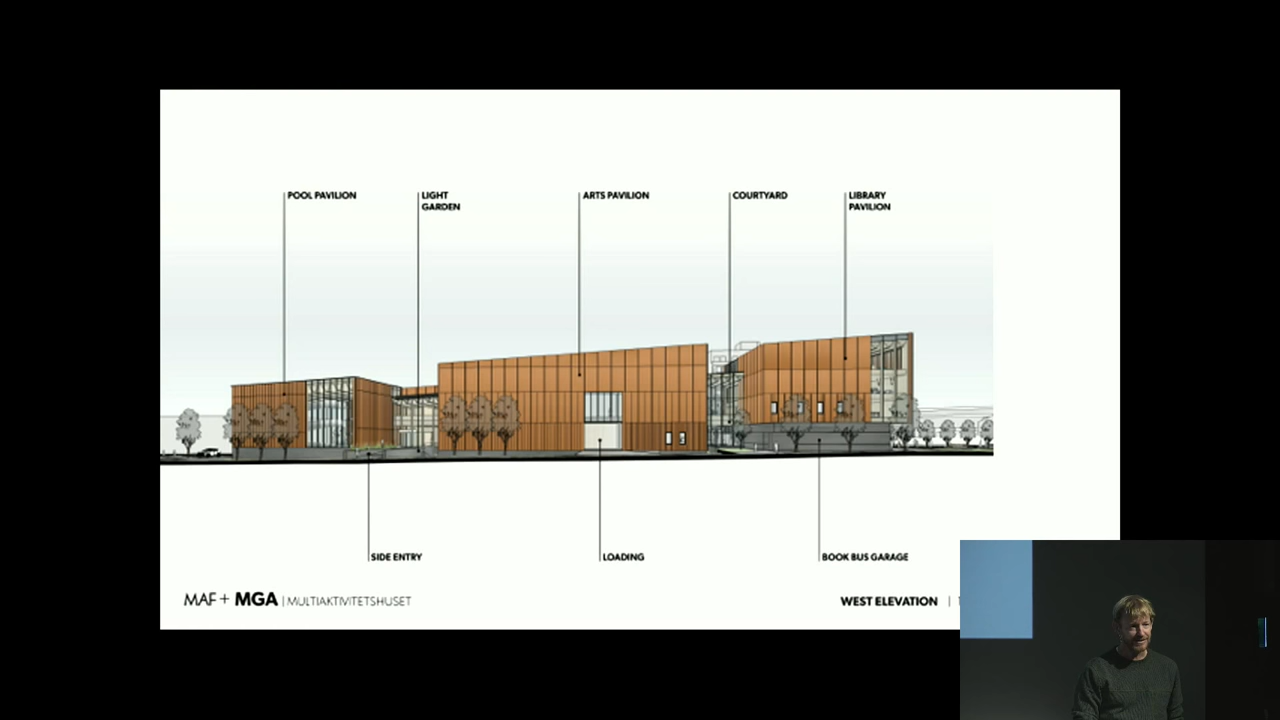 POOL PAVILION
LIGHT
GARDEN
ARTS PAVILION
COURTYARD
LIBRARY
PAVILION
SIDE ENTRY
LOADING
BOOK BUS GARAGE
MAF + MGA | MULTIAKTIVITETSHUSET
WEST ELEVATION |